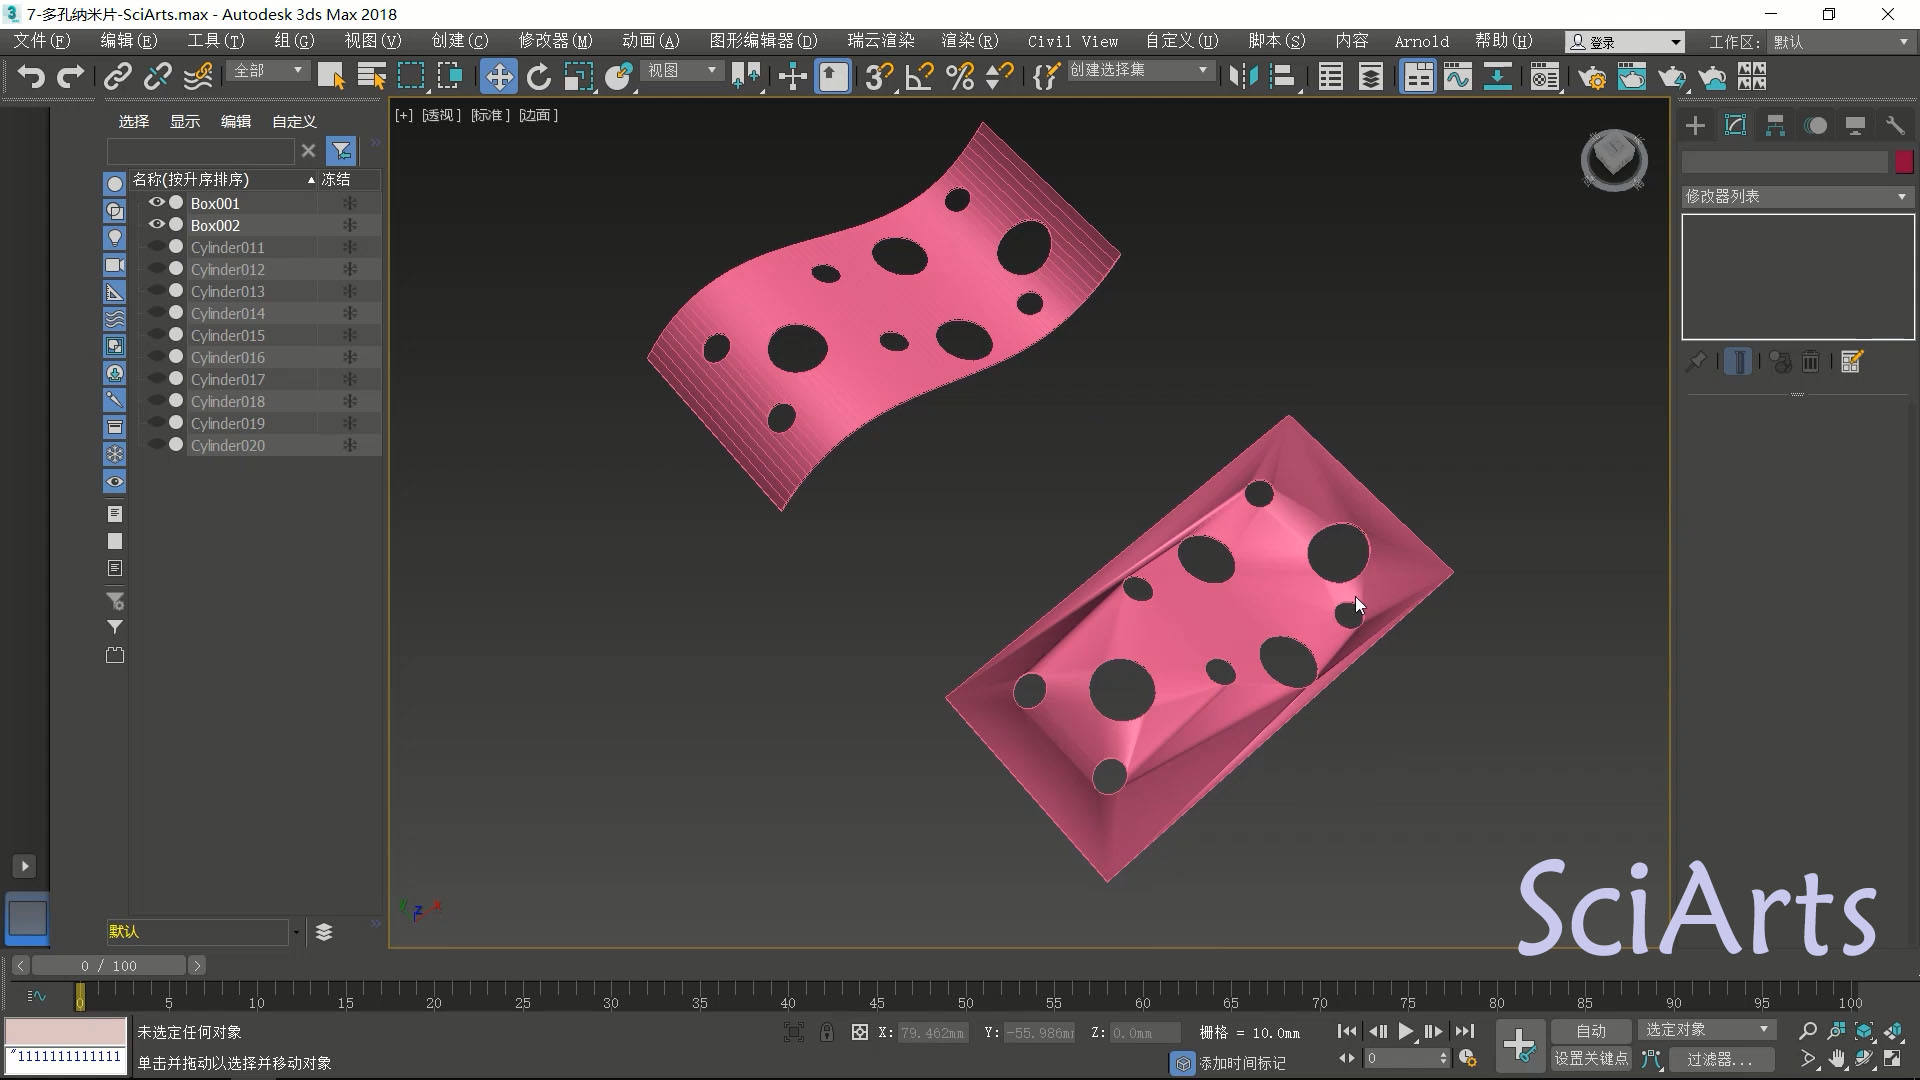 7-多孔纳米片-SciArts.max - Autodesk 3ds Max 2018
文件(F) 编辑(E) 工具(T) 组(G) 视图(V) 创建(C) 修改器(M) 动画(A) 图形编辑器(D) 瑞云渲染 渲染(R) Civil View 自定义(U) 脚本(S) 内容 Arnold 帮助(H) 登录 工作区: 默认
全部 视图 创建选择集
[+] [透视] [标准] [边面]
选择 显示 编辑 自定义
名称(按升序排序) 冻结
Box001
Box002
Cylinder011
Cylinder012
Cylinder013
Cylinder014
Cylinder015
Cylinder016
Cylinder017
Cylinder018
Cylinder019
Cylinder020
修改器列表
y z x
SciArts
默认
0 / 100
0 5 10 15 20 25 30 35 40 45 50 55 60 65 70 75 80 85 90 95 100
未选定任何对象 X: 79.462mm Y: -55.986m Z: 0.0mm 栅格 = 10.0mm 自动 选定对象
"1111111111111 单击并拖动以选择并移动对象 添加时间标记 0 设置关键点 过滤器...